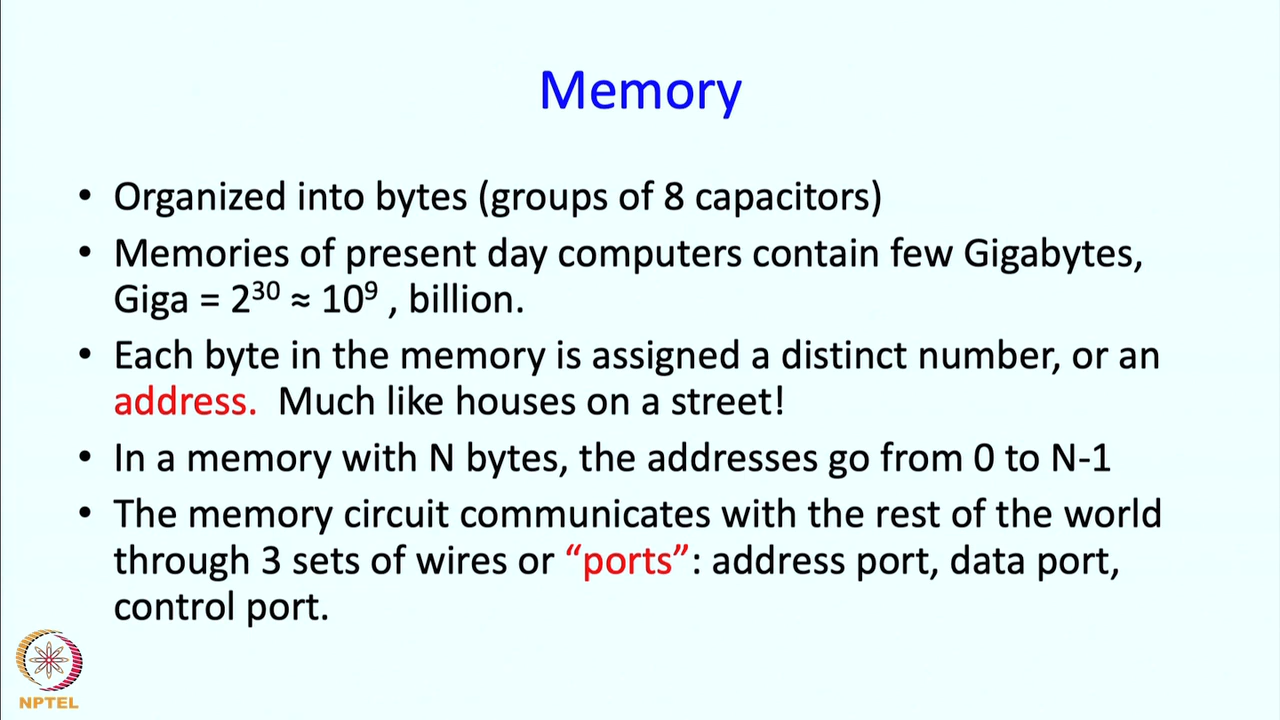 Memory
• Organized into bytes (groups of 8 capacitors)
• Memories of present day computers contain few Gigabytes,
Giga = 2³⁰ ≈ 10⁹ , billion.
• Each byte in the memory is assigned a distinct number, or an
address. Much like houses on a street!
• In a memory with N bytes, the addresses go from 0 to N-1
• The memory circuit communicates with the rest of the world
through 3 sets of wires or “ports”: address port, data port,
control port.
NPTEL